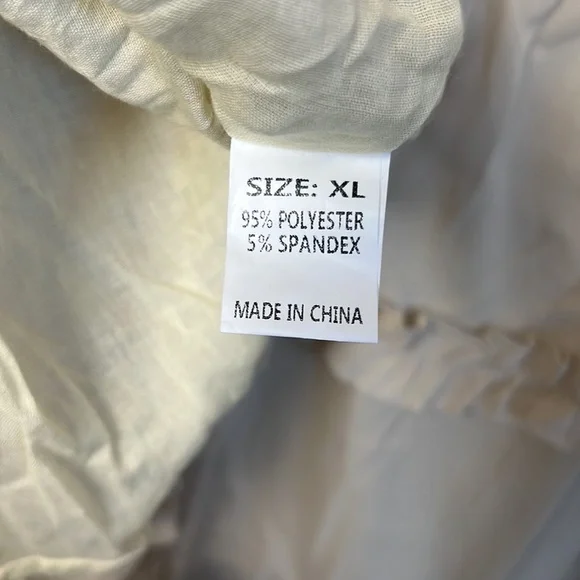 SIZE: XL
95% POLYESTER
5% SPANDEX
MADE IN CHINA